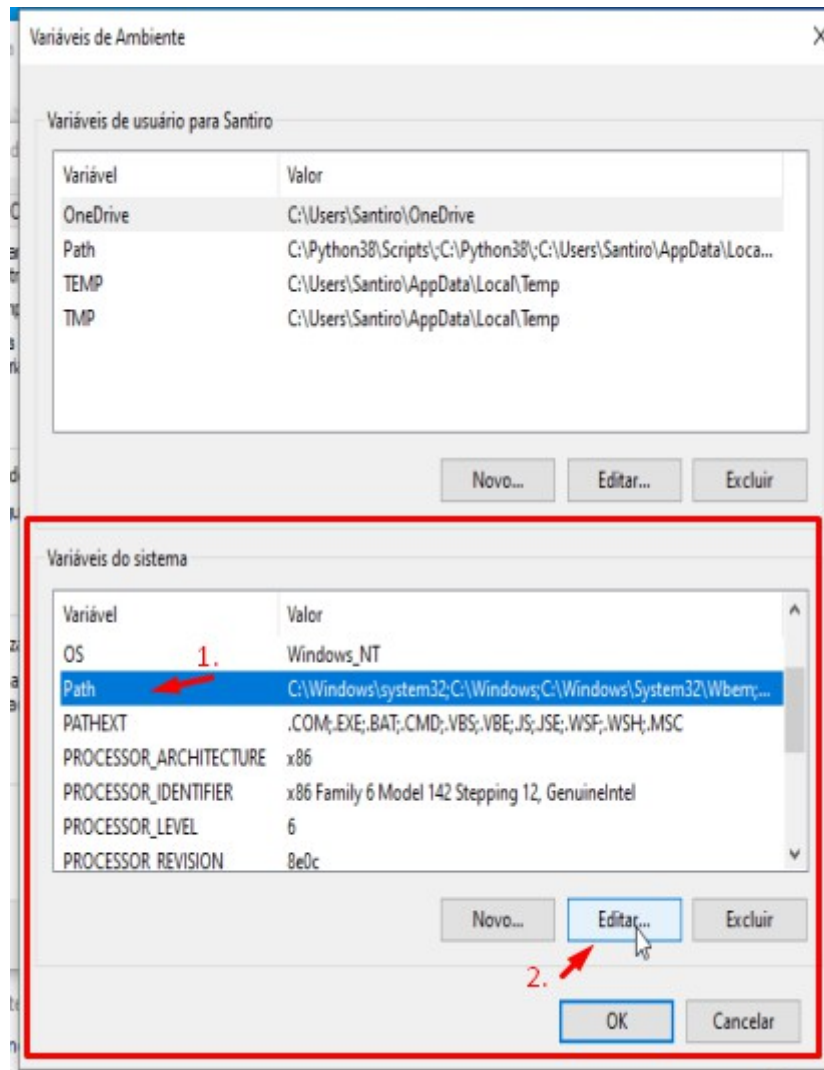 Variáveis de Ambiente
Variáveis de usuário para Santiro
Variável Valor
OneDrive C:\Users\Santiro\OneDrive
Path C:\Python38\Scripts\;C:\Python38\;C:\Users\Santiro\AppData\Loca...
TEMP C:\Users\Santiro\AppData\Local\Temp
TMP C:\Users\Santiro\AppData\Local\Temp
Novo... Editar... Excluir
Variáveis do sistema
Variável Valor
OS Windows_NT
1.
Path C:\Windows\system32;C:\Windows;C:\Windows\System32\Wbem;...
PATHEXT .COM;.EXE;.BAT;.CMD;.VBS;.VBE;.JS;.JSE;.WSF;.WSH;.MSC
PROCESSOR_ARCHITECTURE x86
PROCESSOR_IDENTIFIER x86 Family 6 Model 142 Stepping 12, GenuineIntel
PROCESSOR_LEVEL 6
PROCESSOR_REVISION 8e0c
Novo... Editar... Excluir
2.
OK Cancelar